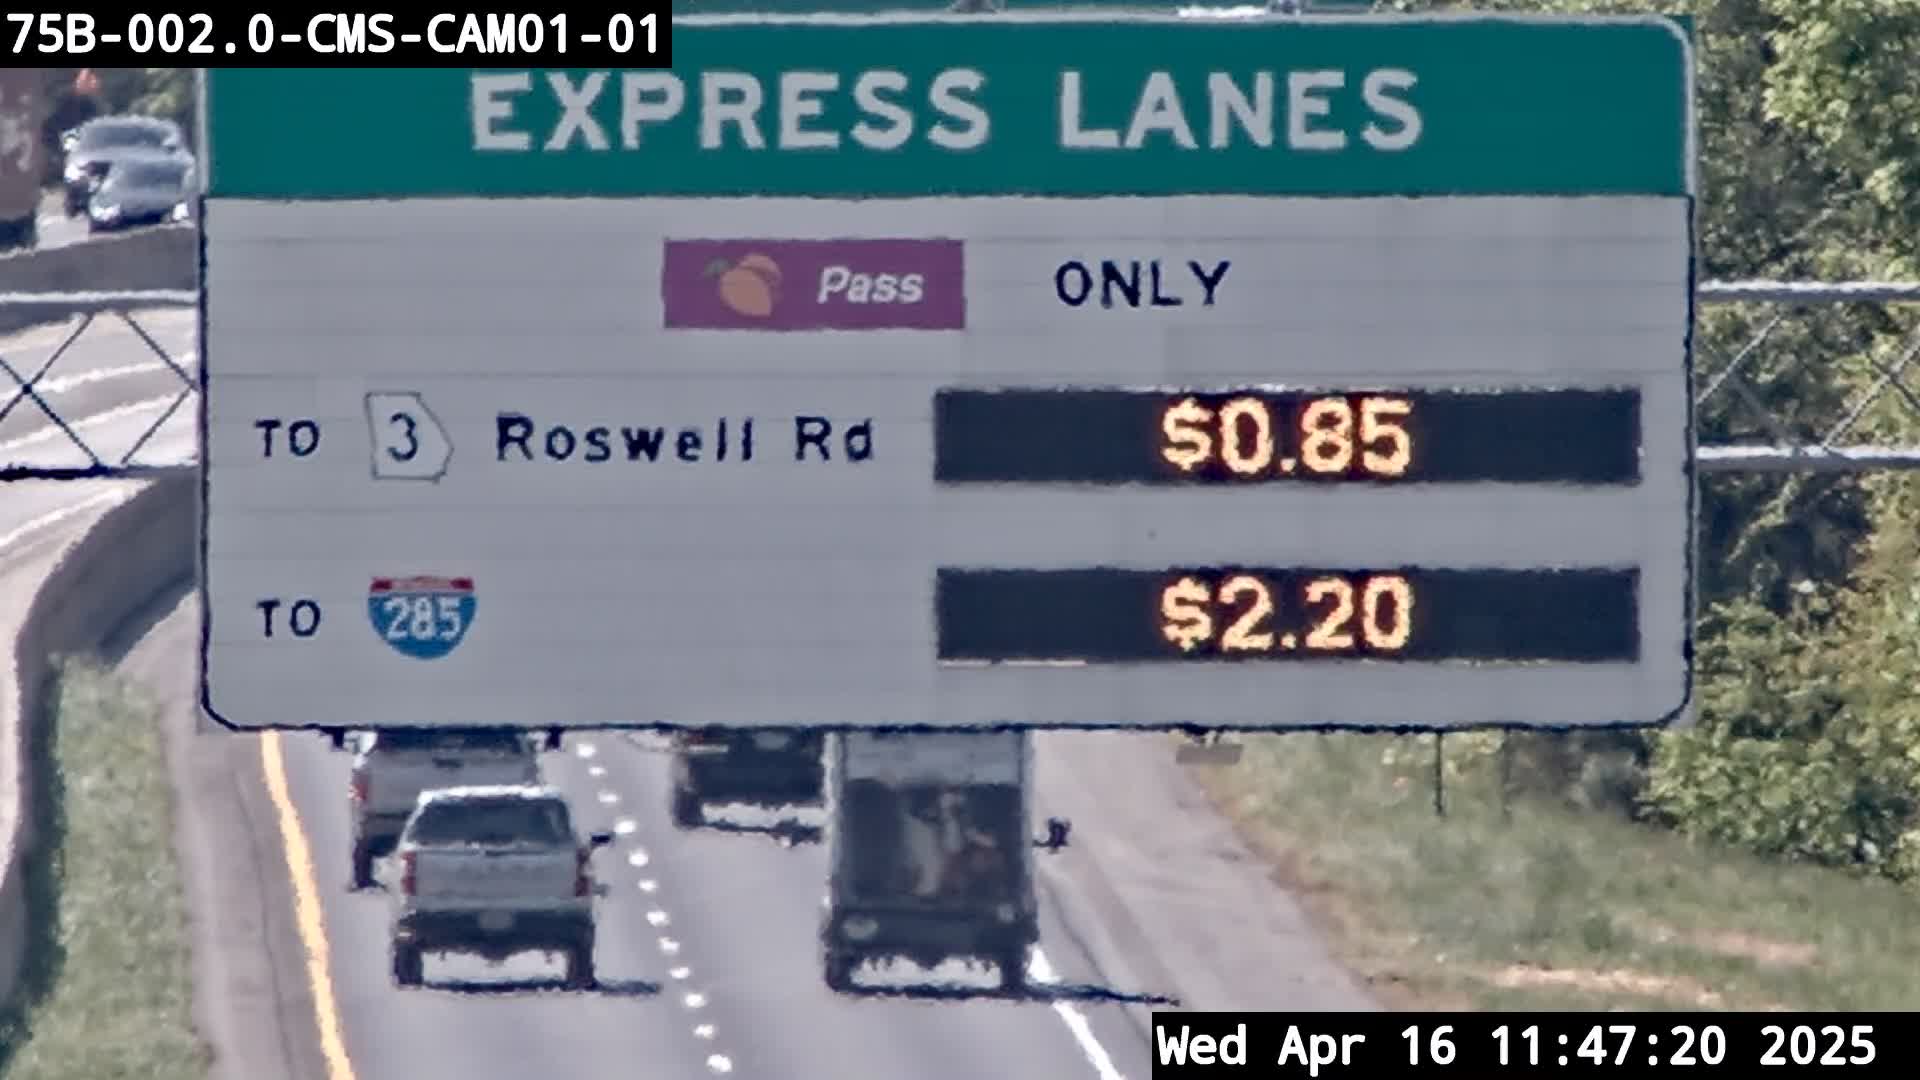 75B-002.0-CMS-CAM01-01
EXPRESS LANES
Pass ONLY
TO 3 Roswell Rd $0.85
TO 285 $2.20
Wed Apr 16 11:47:20 2025